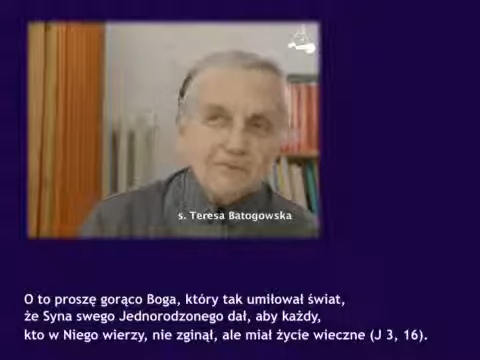 s. Teresa Batogowska
O to proszę gorąco Boga, który tak umiłował świat,
że Syna swego Jednorodzonego dał, aby każdy,
kto w Niego wierzy, nie zginął, ale miał życie wieczne (J 3, 16).